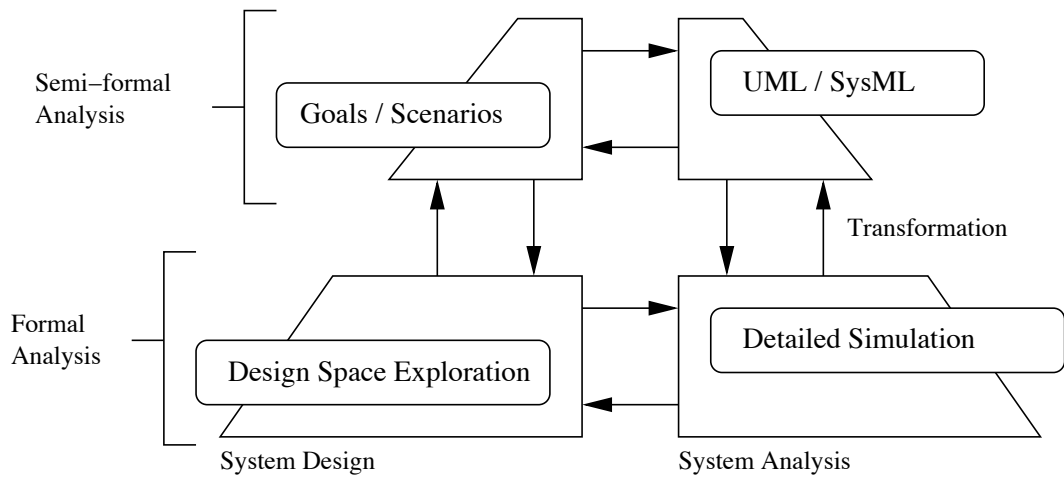 Semi−formal
Analysis
Goals / Scenarios
UML / SysML
Transformation
Formal
Analysis
Design Space Exploration
Detailed Simulation
System Design
System Analysis